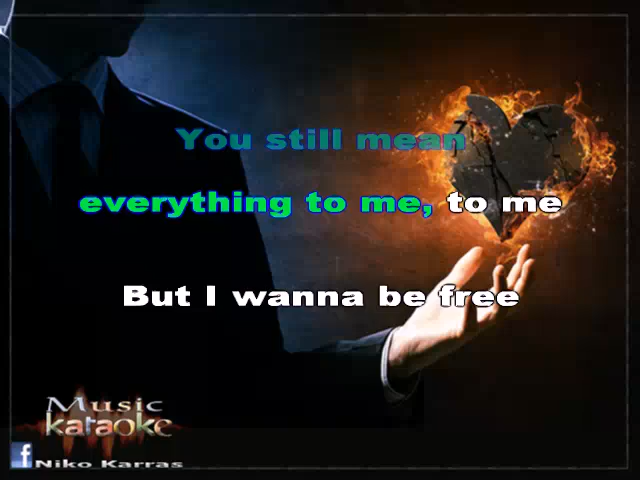 You still mean
everything to me, to me
But I wanna be free
Music
karaoke
f Niko Karras